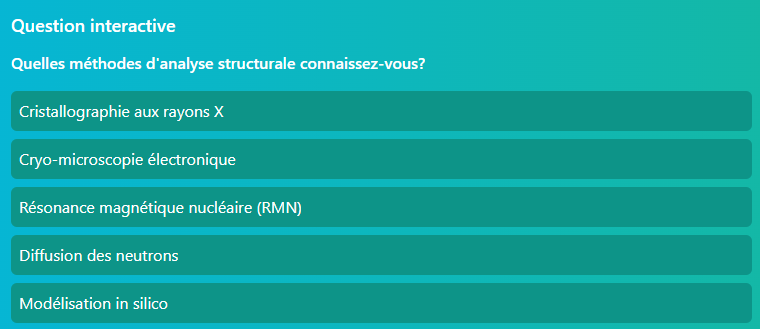 Question interactive
Quelles méthodes d'analyse structurale connaissez-vous?
Cristallographie aux rayons X
Cryo-microscopie électronique
Résonance magnétique nucléaire (RMN)
Diffusion des neutrons
Modélisation in silico